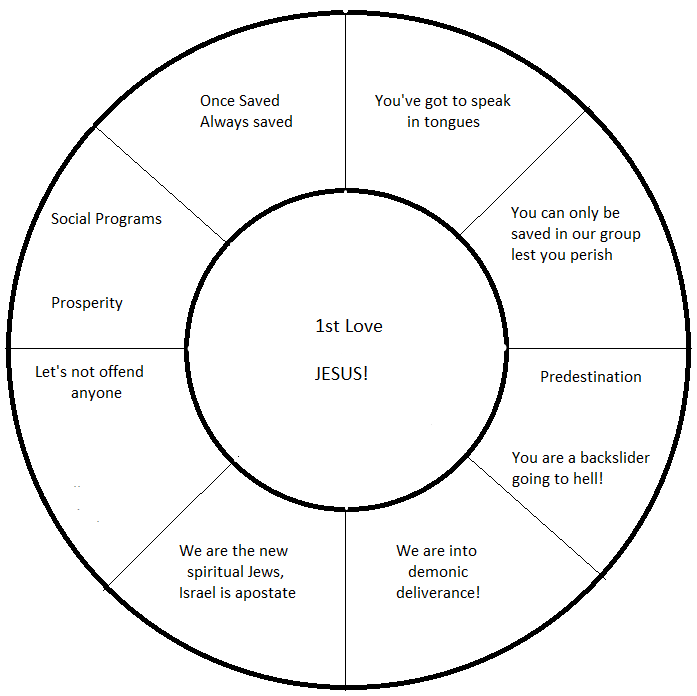 Once Saved
Always saved
You've got to speak
in tongues
You can only be
saved in our group
lest you perish
Social Programs
Prosperity
1st Love
JESUS!
Let's not offend
anyone
Predestination
You are a backslider
going to hell!
We are the new
spiritual Jews,
Israel is apostate
We are into
demonic
deliverance!